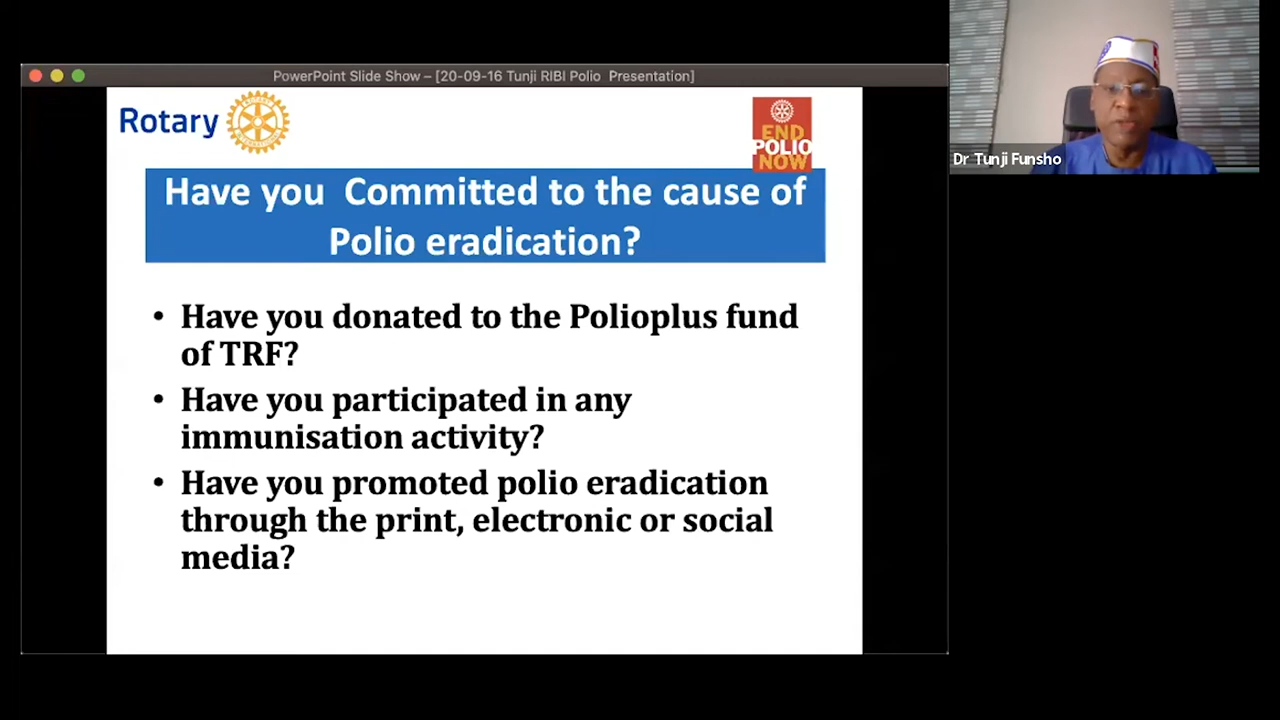 PowerPoint Slide Show – [20-09-16 Tunji RIBI Polio  Presentation]
Rotary
END
POLIO
NOW
Have you  Committed to the cause of
Polio eradication?
• Have you donated to the Polioplus fund
of TRF?
• Have you participated in any
immunisation activity?
• Have you promoted polio eradication
through the print, electronic or social
media?
Dr Tunji Funsho